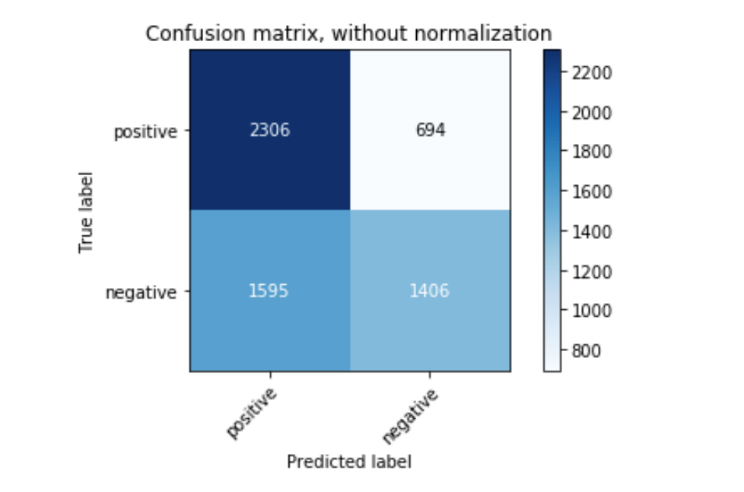 Confusion matrix, without normalization
positive
2306
694
negative
1595
1406
True label
positive
negative
Predicted label
2200
2000
1800
1600
1400
1200
1000
800